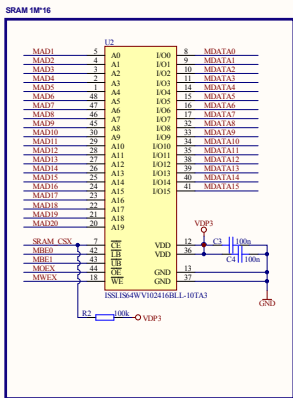 SRAM 1M*16
U2
MAD1 5 A0 I/O0 8 MDATA0
MAD2 4 A1 I/O1 9 MDATA1
MAD3 3 A2 I/O2 10 MDATA2
MAD4 2 A3 I/O3 11 MDATA3
MAD5 1 A4 I/O4 14 MDATA4
MAD6 48 A5 I/O5 15 MDATA5
MAD7 47 A6 I/O6 16 MDATA6
MAD8 46 A7 I/O7 17 MDATA7
MAD9 45 A8 I/O8 32 MDATA8
MAD10 30 A9 I/O9 33 MDATA9
MAD11 29 A10 I/O10 34 MDATA10
MAD12 28 A11 I/O11 35 MDATA11
MAD13 27 A12 I/O12 38 MDATA12
MAD14 26 A13 I/O13 39 MDATA13
MAD15 25 A14 I/O14 40 MDATA14
MAD16 24 A15 I/O15 41 MDATA15
MAD17 23 A16
MAD18 22 A17
MAD19 21 A18
MAD20 20 A19
VDP3
SRAM_CSX 7 CE VDD 12 C3 100n
MBE0 42 LB VDD 36 C4 100n
MBE1 43 UB
MOEX 44 OE GND 13
MWEX 18 WE GND 37
GND
ISSI.IS64WV102416BLL-10TA3
R2 100k VDP3